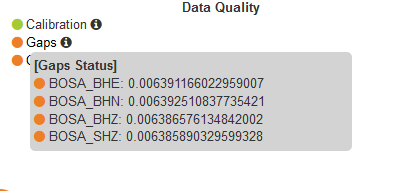 Data Quality
Calibration
Gaps
[Gaps Status]
BOSA_BHE: 0.006391166022959007
BOSA_BHN: 0.006392510837735421
BOSA_BHZ: 0.006386576134842002
BOSA_SHZ: 0.006385890329599328